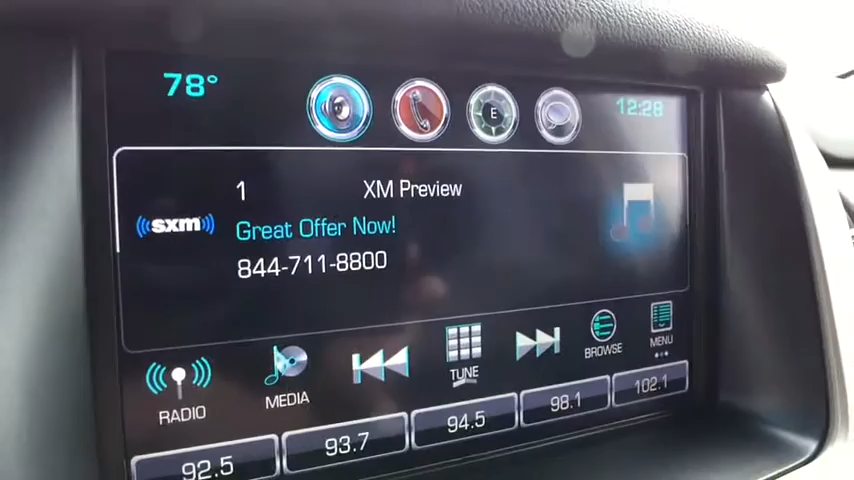 78°
E
12:28
1
XM Preview
sxm
Great Offer Now!
844-711-8800
RADIO
MEDIA
TUNE
BROWSE
MENU
92.5
93.7
94.5
98.1
102.1